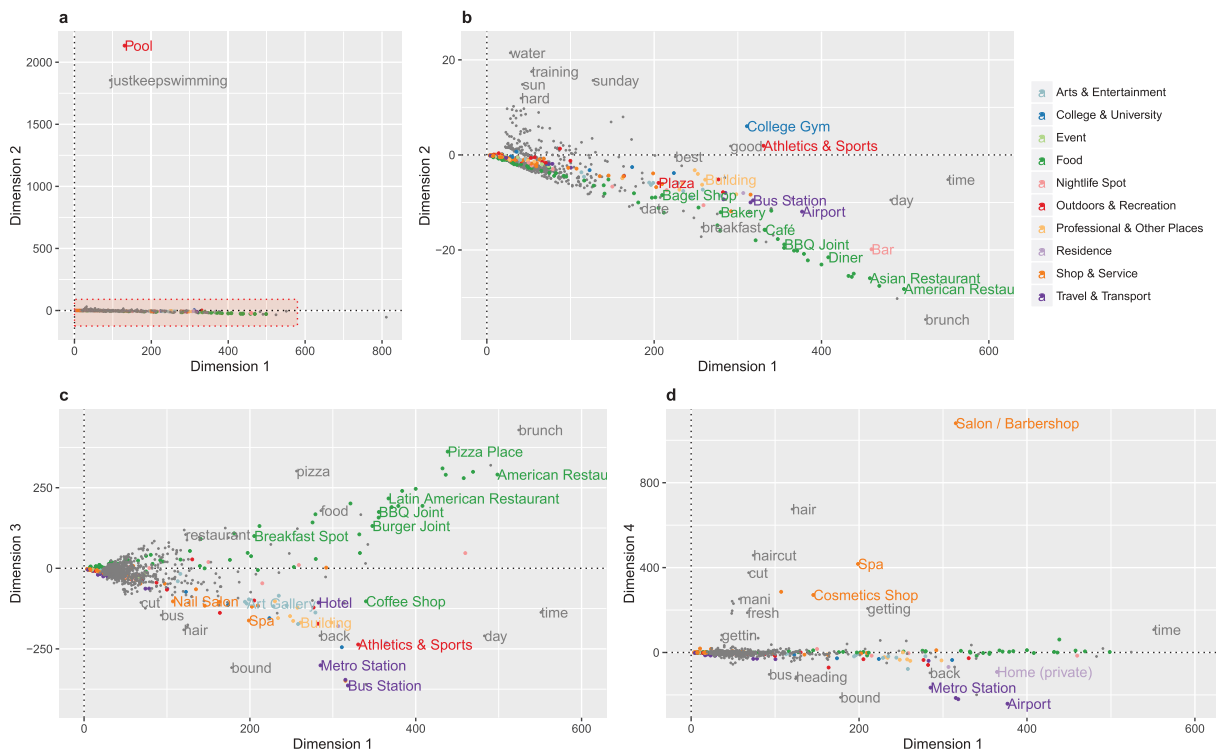 a
Pool
justkeepswimming
2000
1500
1000
500
0
0
200
400
600
800
Dimension 1
Dimension 2
b
water
training
sun
sunday
hard
College Gym
good
Athletics & Sports
best
Plaza
Building
time
Bagel Shop
Bus Station
day
date
Bakery
Airport
breakfast
Café
BBQ Joint
Bar
Diner
Asian Restaurant
American Restau
brunch
20
0
−20
0
200
400
600
Dimension 1
Dimension 2
Arts & Entertainment
College & University
Event
Food
Nightlife Spot
Outdoors & Recreation
Professional & Other Places
Residence
Shop & Service
Travel & Transport
c
brunch
Pizza Place
pizza
American Restau
Latin American Restaurant
food
BBQ Joint
Burger Joint
restaurant
Breakfast Spot
cut
Nail Salon
Art Gallery
Hotel
Coffee Shop
bus
Spa
Building
time
hair
back
day
Athletics & Sports
bound
Metro Station
Bus Station
250
0
−250
0
200
400
600
Dimension 1
Dimension 3
d
Salon / Barbershop
hair
haircut
cut
Spa
mani
Cosmetics Shop
fresh
getting
gettin
time
bus
heading
back
Home (private)
bound
Metro Station
Airport
800
400
0
0
200
400
600
Dimension 1
Dimension 4